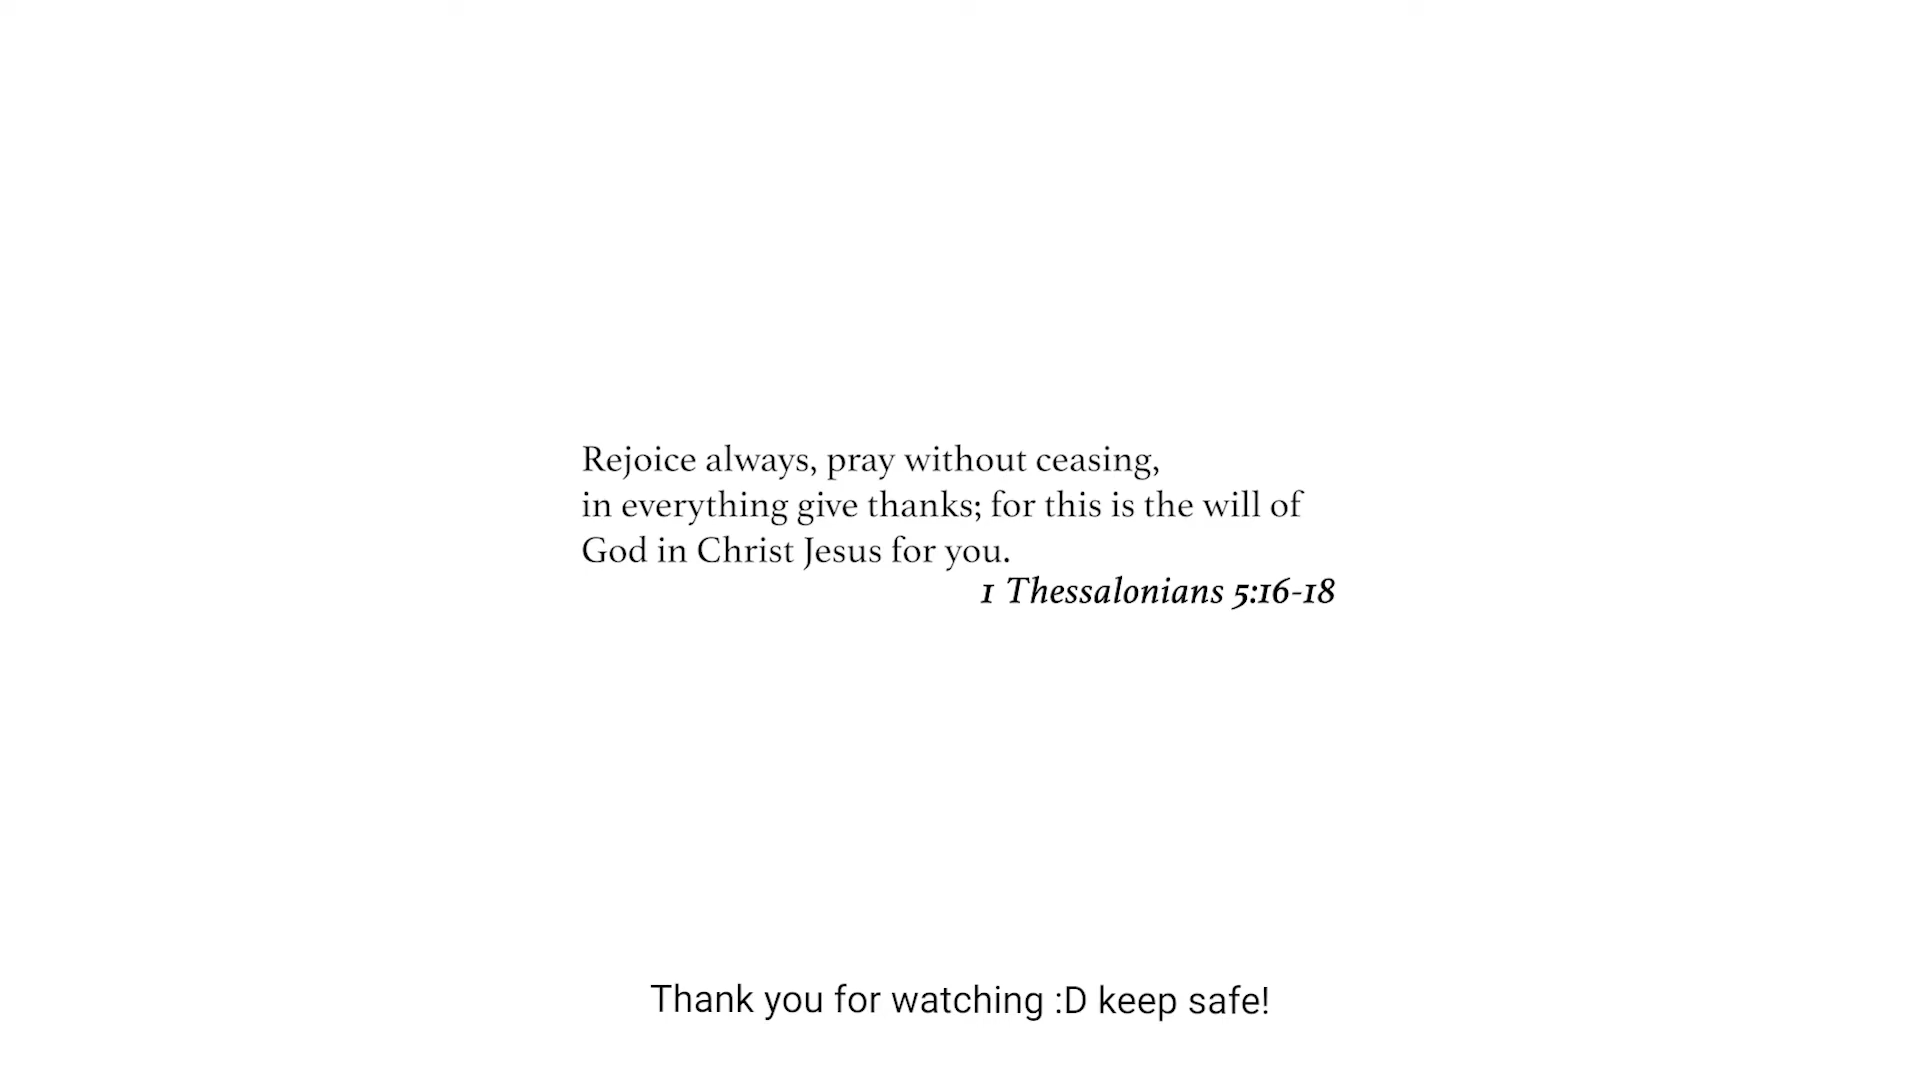 Rejoice always, pray without ceasing,
in everything give thanks; for this is the will of
God in Christ Jesus for you.
1 Thessalonians 5:16-18
Thank you for watching :D keep safe!